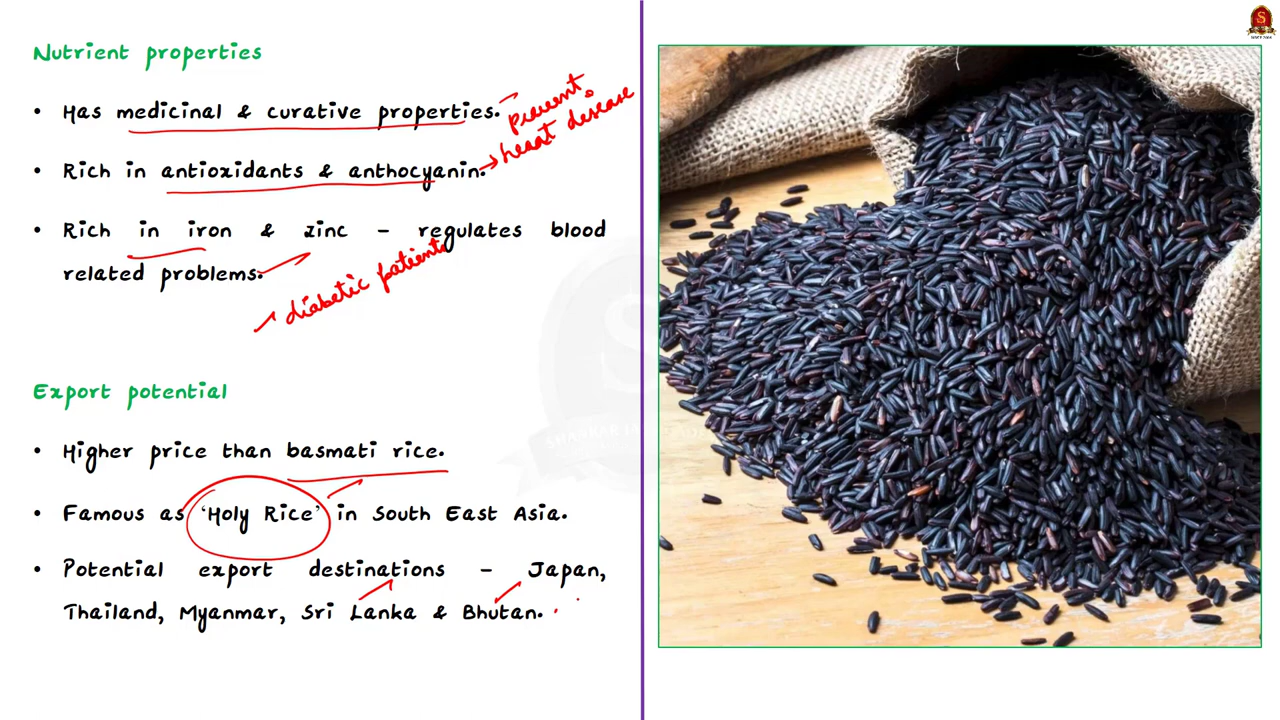 Nutrient properties
• Has medicinal & curative properties.
prevent
heart disease
• Rich in antioxidants & anthocyanin.
• Rich in iron & zinc – regulates blood
related problems.
diabetic patients
Export potential
• Higher price than basmati rice.
• Famous as ‘Holy Rice’ in South East Asia.
• Potential export destinations – Japan,
Thailand, Myanmar, Sri Lanka & Bhutan.